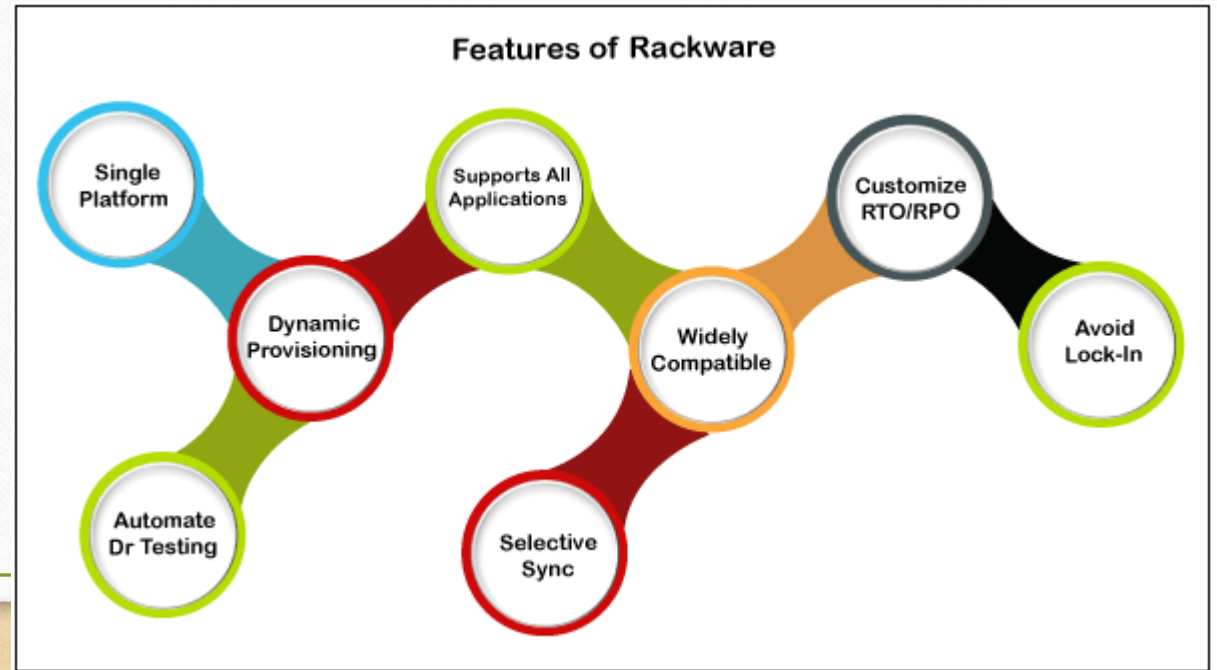 Features of Rackware
Single
Platform
Supports All
Applications
Customize
RTO/RPO
Dynamic
Provisioning
Widely
Compatible
Avoid
Lock-In
Automate
Dr Testing
Selective
Sync